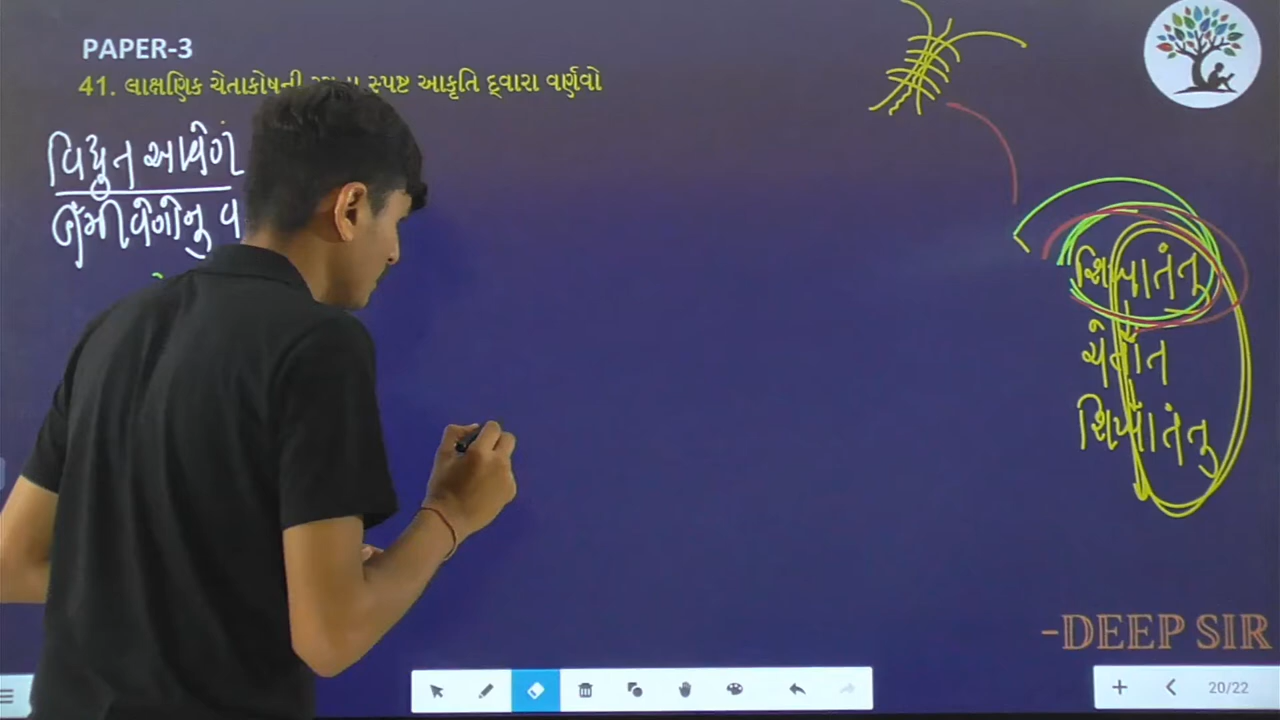 PAPER-3
41. લાક્ષણિક ચેતાકોષની સ્પષ્ટ આકૃતિ દ્વારા વર્ણવો
વિદ્યુત આવેગ
શિખાતંતુ
શિખાતંતુ
-DEEP SIR
20/22